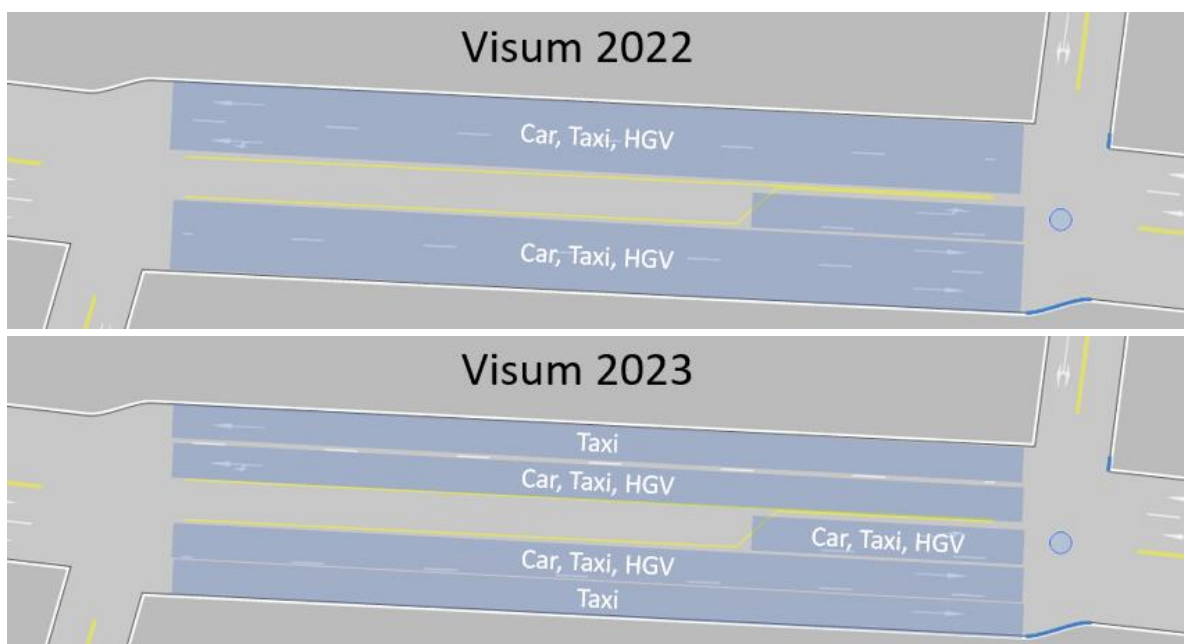 Visum 2022
Car, Taxi, HGV
Car, Taxi, HGV
Visum 2023
Taxi
Car, Taxi, HGV
Car, Taxi, HGV
Car, Taxi, HGV
Taxi